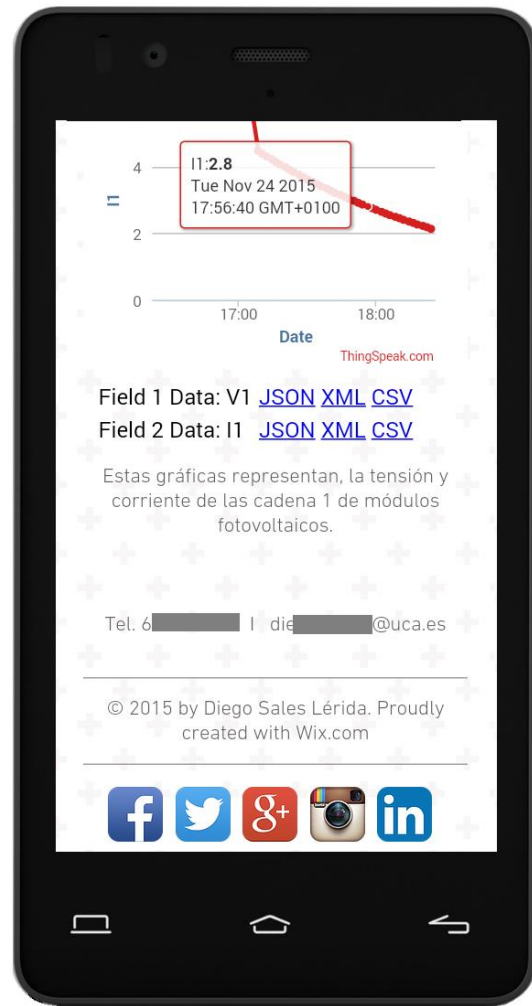 4
I1:2.8
Tue Nov 24 2015
17:56:40 GMT+0100
I1
2
0
17:00 18:00
Date
ThingSpeak.com
Field 1 Data: V1 JSON XML CSV
Field 2 Data: I1 JSON XML CSV
Estas gráficas representan, la tensión y
corriente de las cadena 1 de módulos
fotovoltaicos.
Tel. 6 I die @uca.es
© 2015 by Diego Sales Lérida. Proudly
created with Wix.com
f g+ in